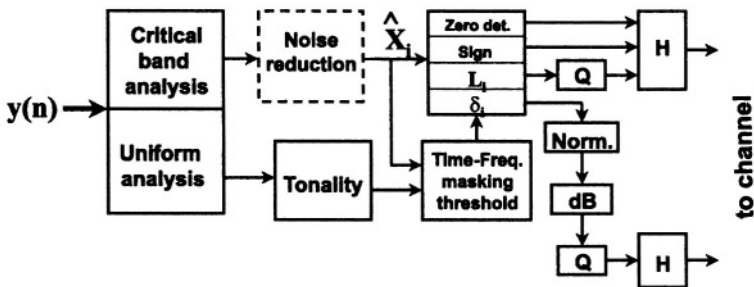 y(n)
Critical
band
analysis
Uniform
analysis
Noise
reduction
Tonality
X̂i
Zero det.
Sign
Li
δi
Time-Freq.
masking
threshold
Q
H
Norm.
dB
Q
H
to channel